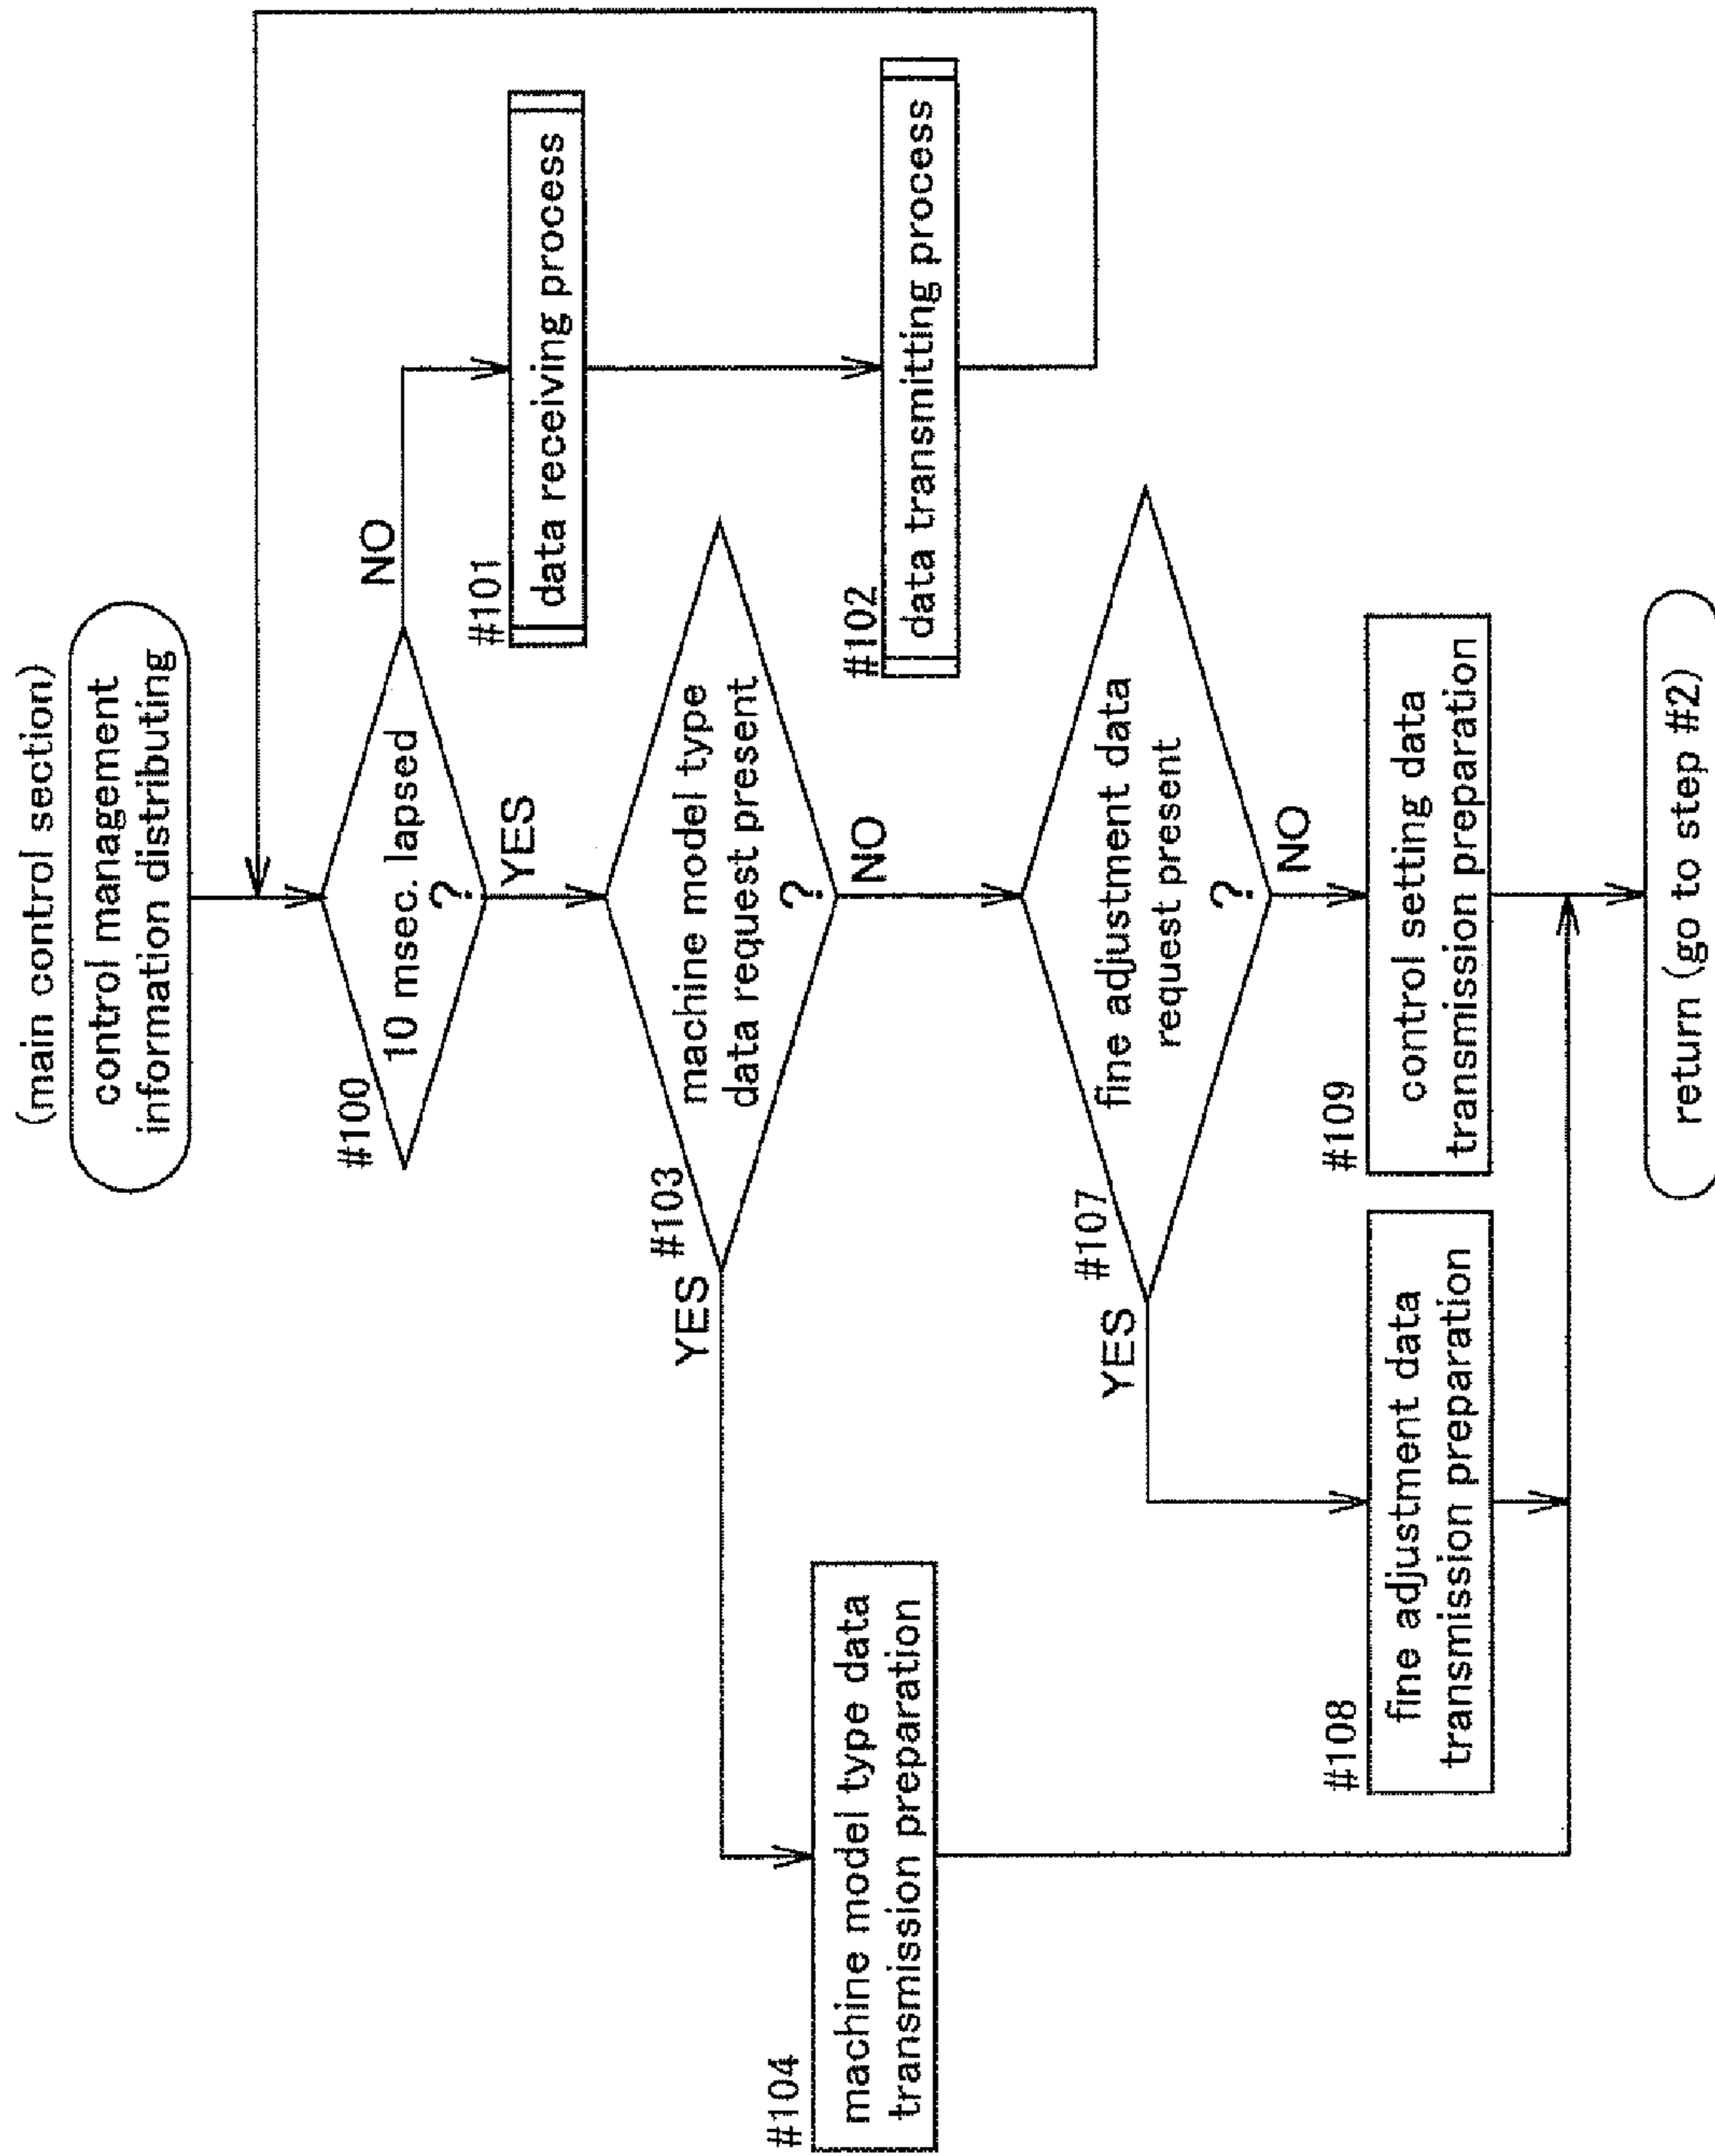 (main control section)
control management
information distributing
#100
10 msec. lapsed
?
NO
YES
#101
data receiving process
#102
data transmitting process
#103
machine model type
data request present
?
YES
NO
#104
machine model type data
transmission preparation
#107
fine adjustment data
request present
?
YES
NO
#108
fine adjustment data
transmission preparation
#109
control setting data
transmission preparation
return (go to step #2)